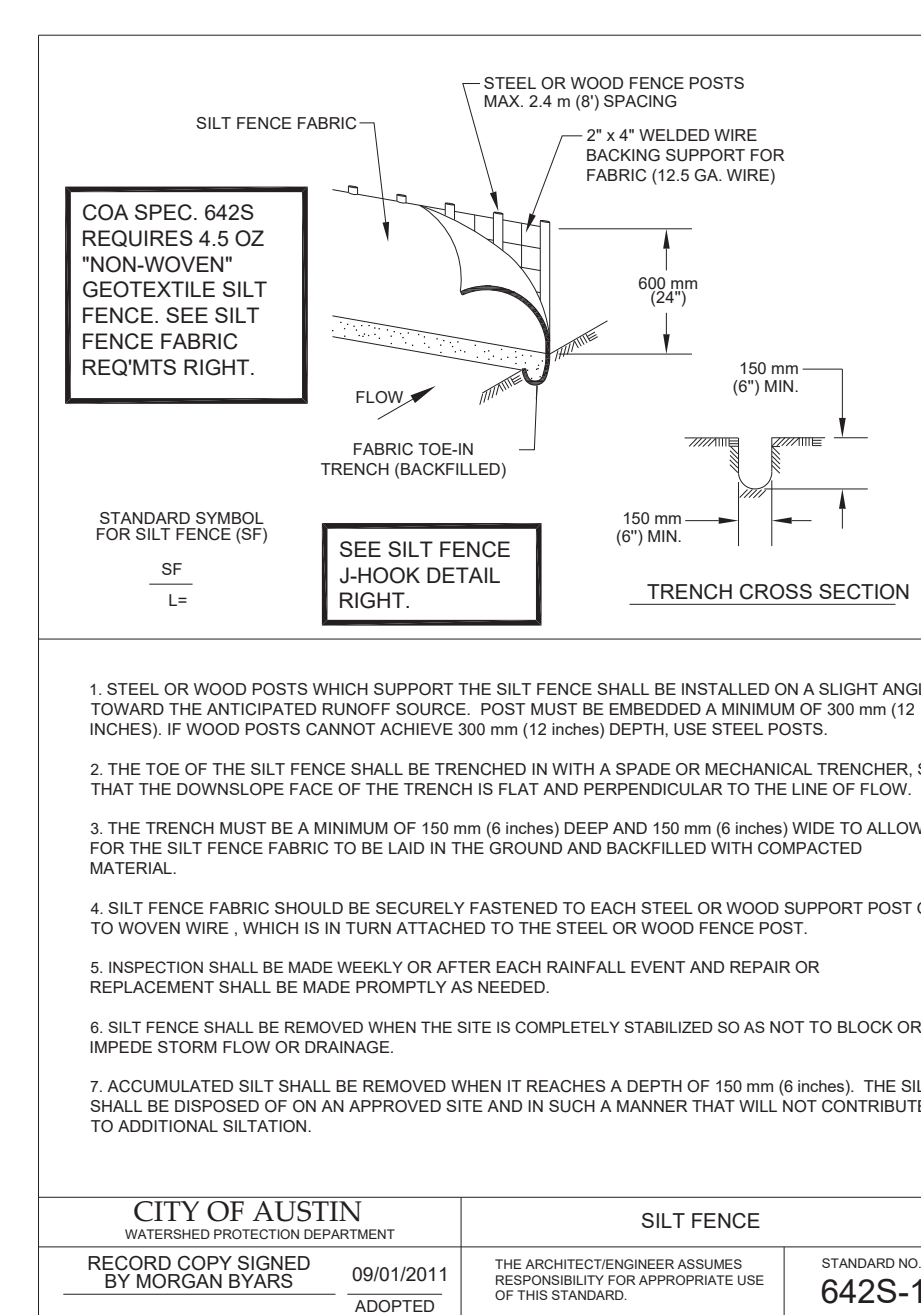 STEEL OR WOOD FENCE POSTS
MAX. 2.4 m (8') SPACING
SILT FENCE FABRIC
2" x 4" WELDED WIRE
BACKING SUPPORT FOR
FABRIC (12.5 GA. WIRE)
COA SPEC. 642S
REQUIRES 4.5 OZ
"NON-WOVEN"
GEOTEXTILE SILT
FENCE. SEE SILT
FENCE FABRIC
REQ'MTS RIGHT.
600 mm
(24")
150 mm
(6") MIN.
FLOW
FABRIC TOE-IN
TRENCH (BACKFILLED)
STANDARD SYMBOL
FOR SILT FENCE (SF)
SF
L=
SEE SILT FENCE
J-HOOK DETAIL
RIGHT.
150 mm
(6") MIN.
TRENCH CROSS SECTION
1. STEEL OR WOOD POSTS WHICH SUPPORT THE SILT FENCE SHALL BE INSTALLED ON A SLIGHT
TOWARD THE ANTICIPATED RUNOFF SOURCE. POST MUST BE EMBEDDED A MINIMUM OF 300 mm (12
INCHES). IF WOOD POSTS CANNOT ACHIEVE 300 mm (12 inches) DEPTH, USE STEEL POSTS.
2. THE TOE OF THE SILT FENCE SHALL BE TRENCHED IN WITH A SPADE OR MECHANICAL TRENCHER,
THAT THE DOWNSLOPE FACE OF THE TRENCH IS FLAT AND PERPENDICULAR TO THE LINE OF FLOW.
3. THE TRENCH MUST BE A MINIMUM OF 150 mm (6 inches) DEEP AND 150 mm (6 inches) WIDE TO ALLOW
FOR THE SILT FENCE FABRIC TO BE LAID IN THE GROUND AND BACKFILLED WITH COMPACTED
MATERIAL.
4. SILT FENCE FABRIC SHOULD BE SECURELY FASTENED TO EACH STEEL OR WOOD SUPPORT POST
TO WOVEN WIRE , WHICH IS IN TURN ATTACHED TO THE STEEL OR WOOD FENCE POST.
5. INSPECTION SHALL BE MADE WEEKLY OR AFTER EACH RAINFALL EVENT AND REPAIR OR
REPLACEMENT SHALL BE MADE PROMPTLY AS NEEDED.
6. SILT FENCE SHALL BE REMOVED WHEN THE SITE IS COMPLETELY STABILIZED SO AS NOT TO BLOCK OR
IMPEDE STORM FLOW OR DRAINAGE.
7. ACCUMULATED SILT SHALL BE REMOVED WHEN IT REACHES A DEPTH OF 150 mm (6 inches). THE
SHALL BE DISPOSED OF ON AN APPROVED SITE AND IN SUCH A MANNER THAT WILL NOT CONTRIBUTE
TO ADDITIONAL SILTATION.
CITY OF AUSTIN
WATERSHED PROTECTION DEPARTMENT
SILT FENCE
RECORD COPY SIGNED
BY MORGAN BYARS
09/01/2011
ADOPTED
THE ARCHITECT/ENGINEER ASSUMES
RESPONSIBILITY FOR APPROPRIATE USE
OF THIS STANDARD.
STANDARD NO.
642S-1